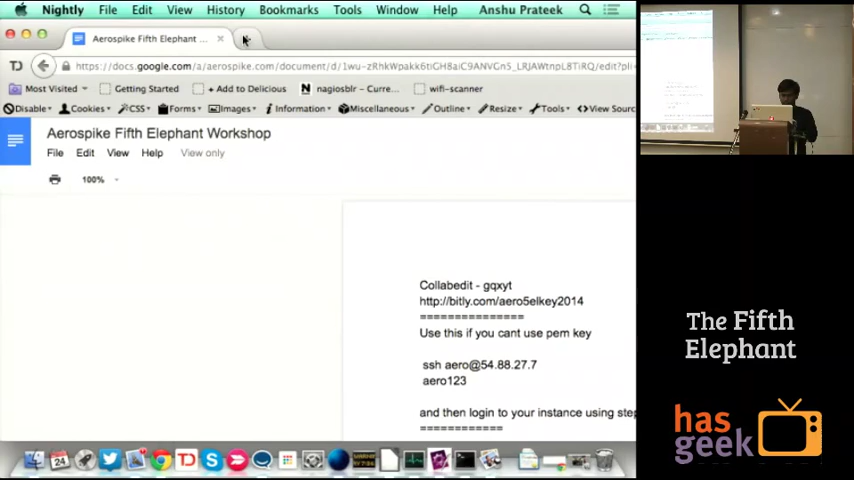 Nightly File Edit View History Bookmarks Tools Window Help Anshu Prateek
Aerospike Fifth Elephant ...
https://docs.google.com/a/aerospike.com/document/d/
Most Visited Getting Started + Add to Delicious nagiosblr - Curre... wifi-scanner
Disable Cookies CSS Forms Images Information Miscellaneous Outline Resize Tools View Source
Aerospike Fifth Elephant Workshop
File Edit View Help View only
100%
Collabedit - gqxyt
http://bitly.com/aero5elkey2014
===============
Use this if you cant use pem key
ssh aero@54.88.27.7
aero123
and then login to your instance using step
============
The Fifth
Elephant
has
geek